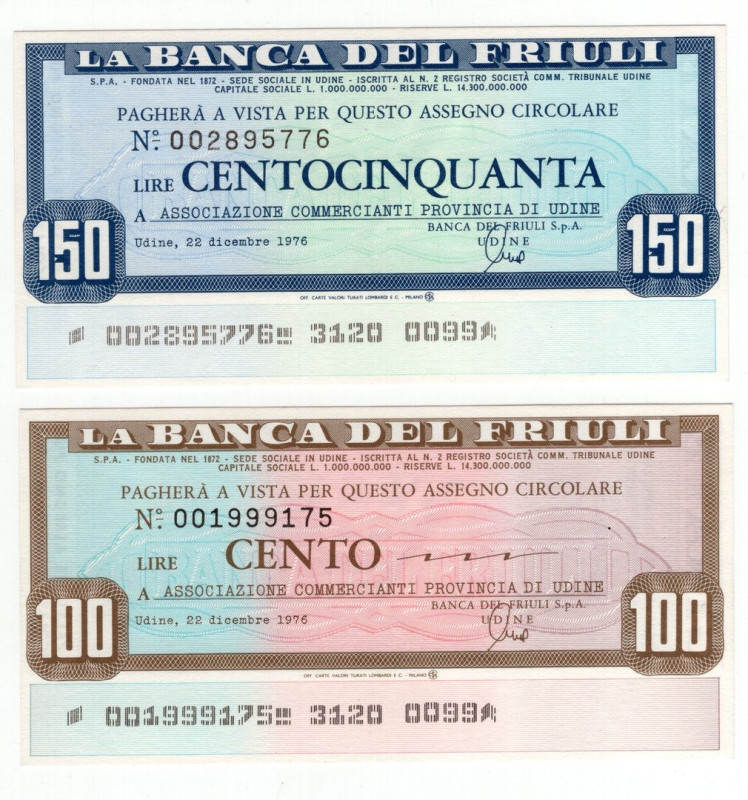 LA BANCA DEL FRIULI
S.P.A. - FONDATA NEL 1872 - SEDE SOCIALE IN UDINE - ISCRITTA AL N. 2 REGISTRO SOCIETÀ COMM. TRIBUNALE UDINE
CAPITALE SOCIALE L. 1.000.000.000 - RISERVE L. 14.300.000.000
PAGHERÀ A VISTA PER QUESTO ASSEGNO CIRCOLARE
No. 002895776
LIRE CENTOCINQUANTA
A ASSOCIAZIONE COMMERCIANTI PROVINCIA DI UDINE
BANCA DEL FRIULI S.p.A.
Udine, 22 dicembre 1976 UDINE
150 150
OFF. CARTE VALORI TURATI LOMBARDI E C. - MILANO
002895776 3120 0099
LA BANCA DEL FRIULI
S.P.A. - FONDATA NEL 1872 - SEDE SOCIALE IN UDINE - ISCRITTA AL N. 2 REGISTRO SOCIETÀ COMM. TRIBUNALE UDINE
CAPITALE SOCIALE L. 1.000.000.000 - RISERVE L. 14.300.000.000
PAGHERÀ A VISTA PER QUESTO ASSEGNO CIRCOLARE
No. 001999175
LIRE CENTO
A ASSOCIAZIONE COMMERCIANTI PROVINCIA DI UDINE
BANCA DEL FRIULI S.p.A.
Udine, 22 dicembre 1976 UDINE
100 100
OFF. CARTE VALORI TURATI LOMBARDI E C. - MILANO
001999175 3120 0099